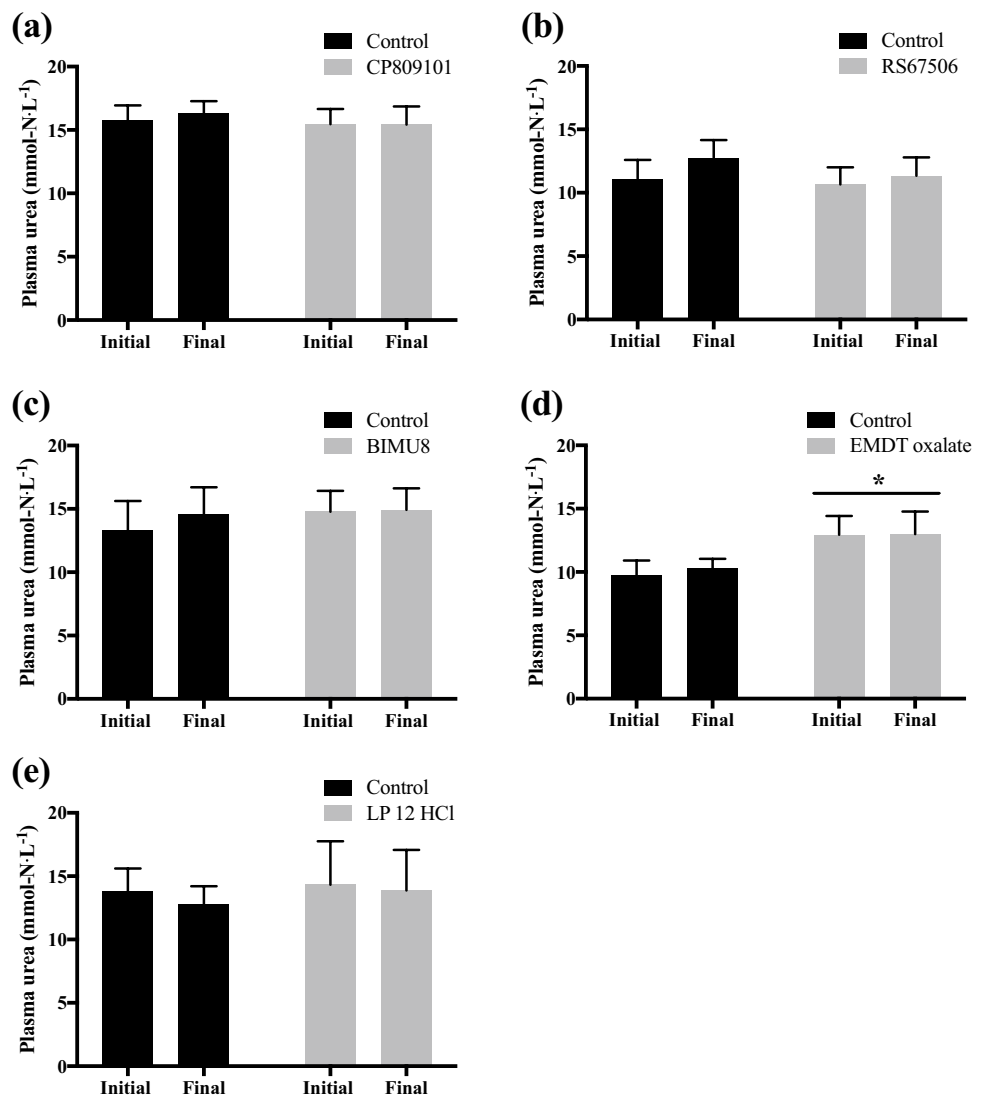 (a)
Control
CP809101
Plasma urea (mmol-N·L-1)
20
15
10
5
0
Initial Final Initial Final
(b)
Control
RS67506
Plasma urea (mmol-N·L-1)
20
15
10
5
0
Initial Final Initial Final
(c)
Control
BIMU8
Plasma urea (mmol-N·L-1)
20
15
10
5
0
Initial Final Initial Final
(d)
Control
EMDT oxalate
*
Plasma urea (mmol-N·L-1)
20
15
10
5
0
Initial Final Initial Final
(e)
Control
LP 12 HCl
Plasma urea (mmol-N·L-1)
20
15
10
5
0
Initial Final Initial Final